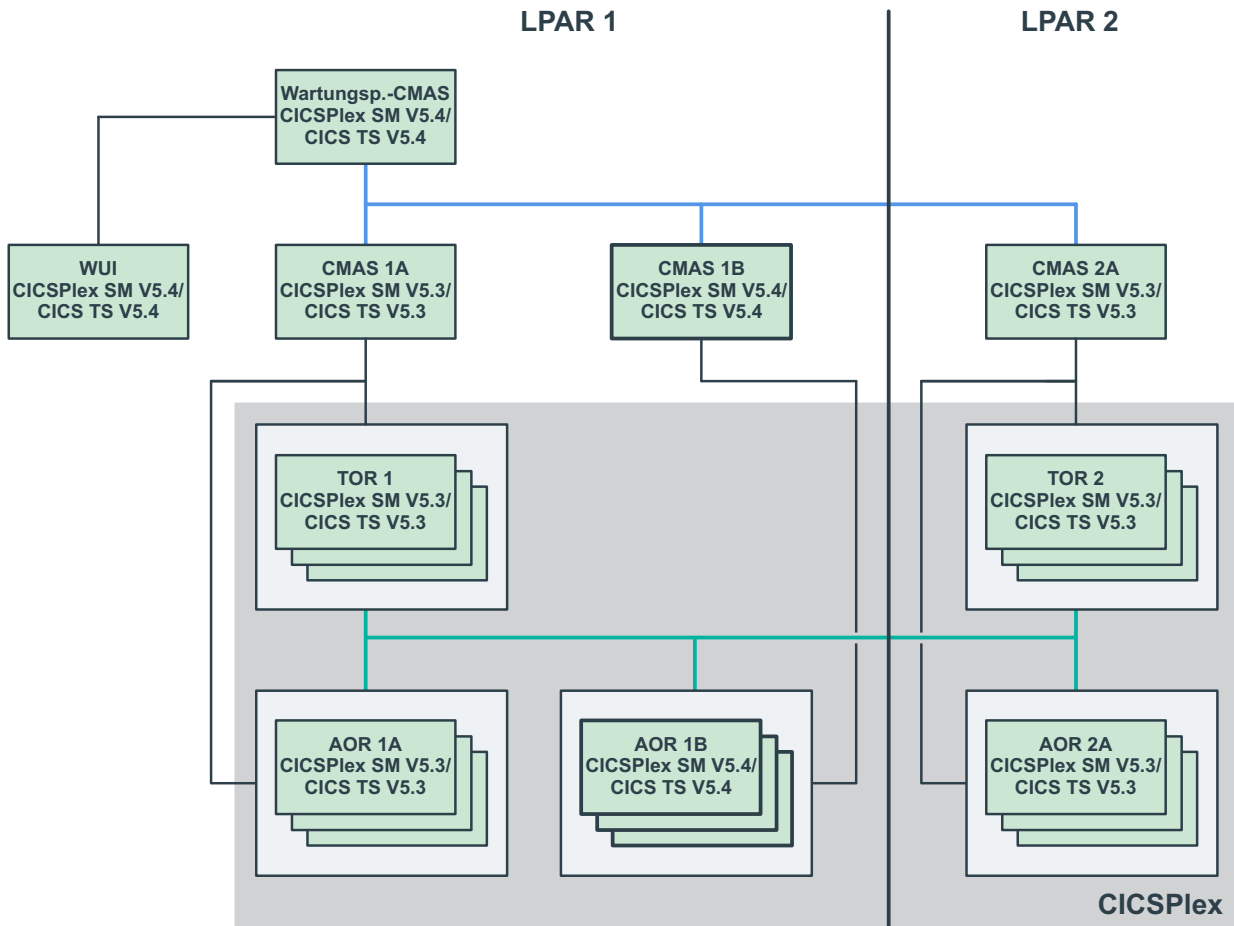 LPAR 1
LPAR 2
Wartungsp.-CMAS
CICSPlex SM V5.4/
CICS TS V5.4
WUI
CICSPlex SM V5.4/
CICS TS V5.4
CMAS 1A
CICSPlex SM V5.3/
CICS TS V5.3
CMAS 1B
CICSPlex SM V5.4/
CICS TS V5.4
CMAS 2A
CICSPlex SM V5.3/
CICS TS V5.3
TOR 1
CICSPlex SM V5.3/
CICS TS V5.3
TOR 2
CICSPlex SM V5.3/
CICS TS V5.3
AOR 1A
CICSPlex SM V5.3/
CICS TS V5.3
AOR 1B
CICSPlex SM V5.4/
CICS TS V5.4
AOR 2A
CICSPlex SM V5.3/
CICS TS V5.3
CICSPlex